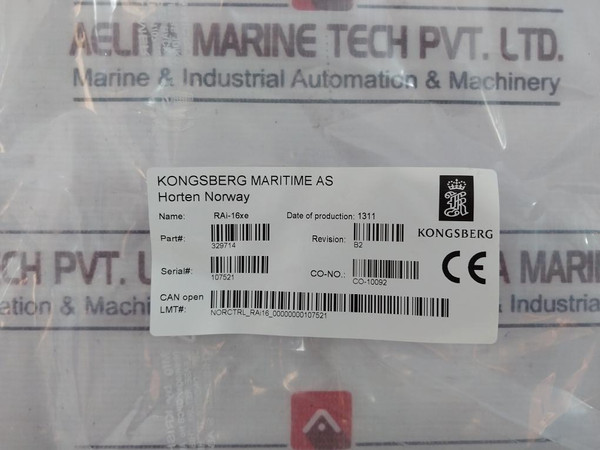 AELIYA MARINE TECH PVT. LTD.
Marine & Industrial Automation & Machinery
KONGSBERG MARITIME AS
Horten Norway
KONGSBERG
Name: RAi-16xe Date of production: 1311
Part#: 329714 Revision: B2
Serial#: 107521 CO-NO.: CO-10092
CE
CAN open
LMT#: NORCTRL_RAi16_00000000107521
CH PVT. L
MARIN
ation & Machi
& Industria